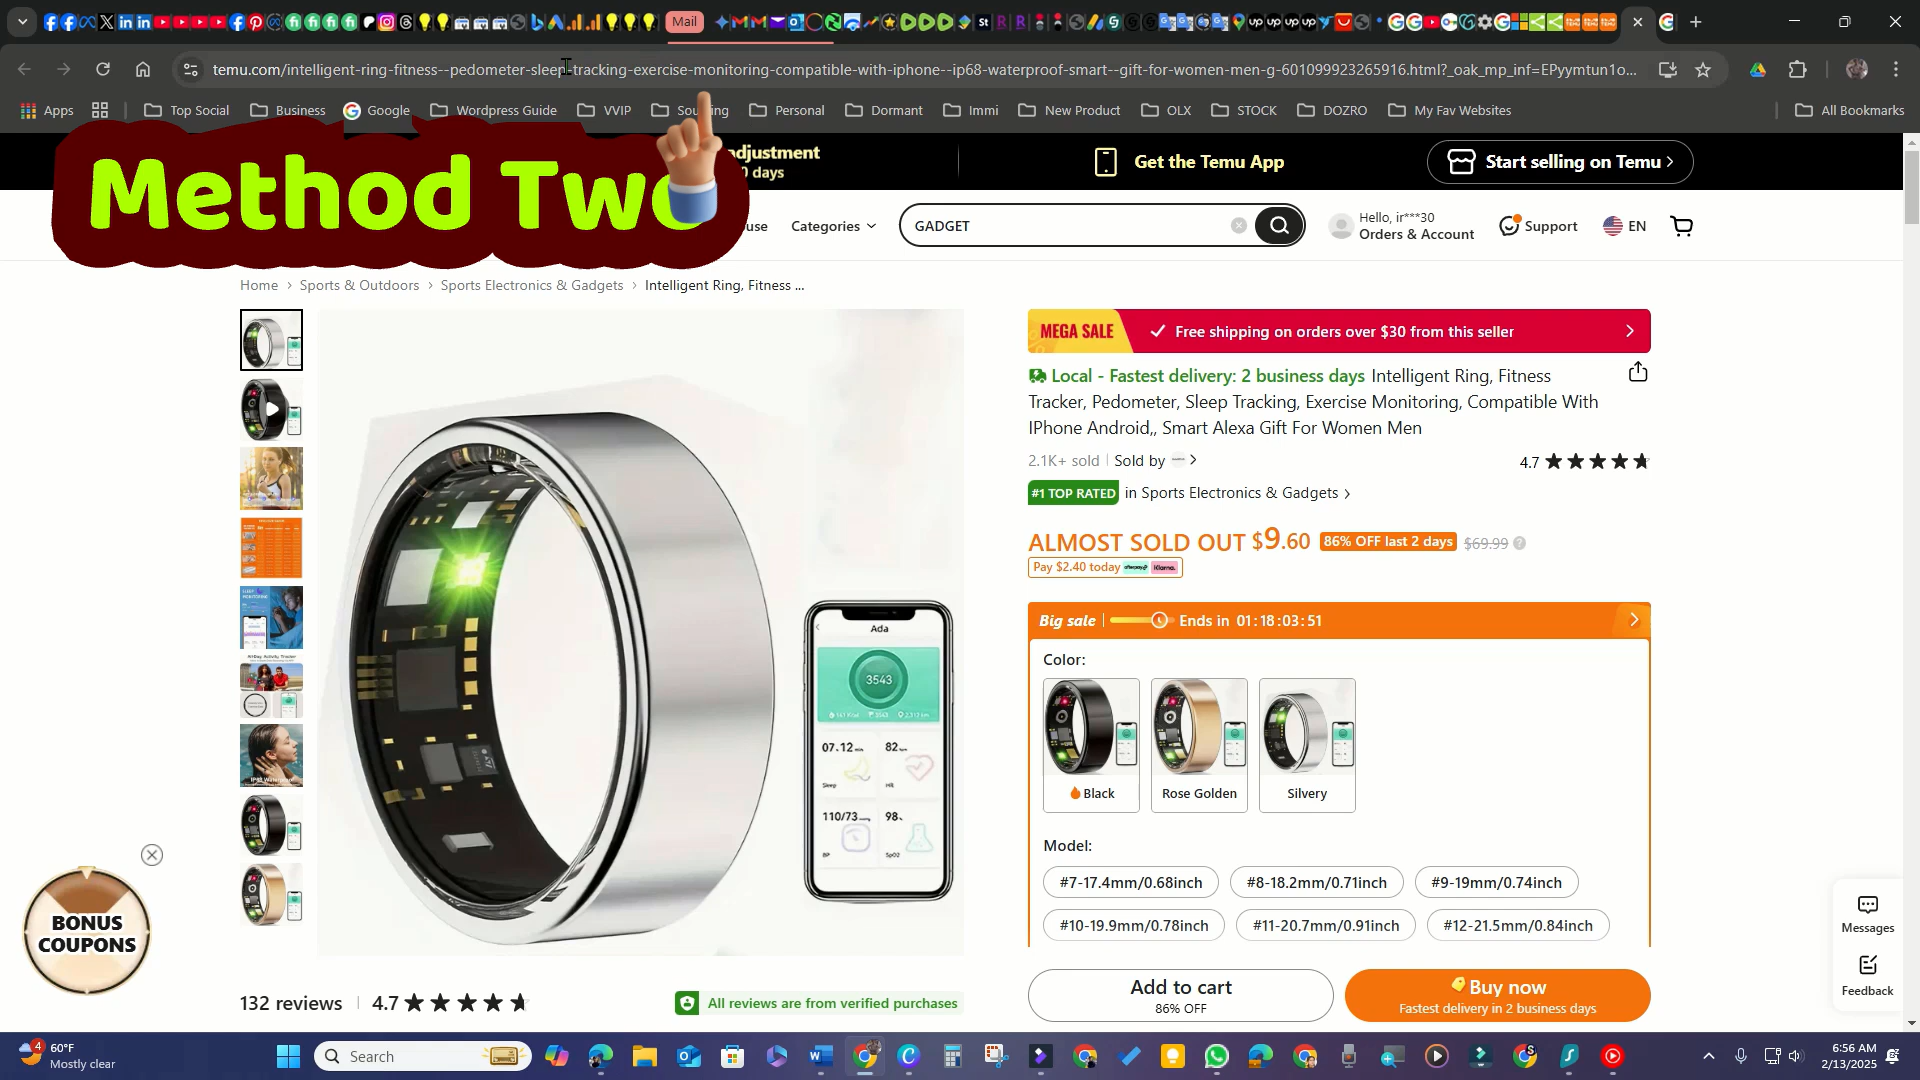 Mail
temu.com/intelligent-ring-fitness--pedometer-sleep-tracking-exercise-monitoring-compatible-with-iphone--ip68-waterproof-smart--gift-for-women-men-g-601099923265916.html?_oak_mp_inf=EPyymtun1o...
Apps
Top Social
Business
Google
Wordpress Guide
VVIP
Personal
Dormant
Immi
New Product
OLX
STOCK
DOZRO
My Fav Websites
All Bookmarks
Method Two
adjustment
days
Get the Temu App
Start selling on Temu >
Categories
GADGET
Hello, ir***30
Orders & Account
Support
EN
Home > Sports & Outdoors > Sports Electronics & Gadgets > Intelligent Ring, Fitness ...
MEGA SALE
Free shipping on orders over $30 from this seller
Local - Fastest delivery: 2 business days Intelligent Ring, Fitness
Tracker, Pedometer, Sleep Tracking, Exercise Monitoring, Compatible With
IPhone Android,, Smart Alexa Gift For Women Men
2.1K+ sold | Sold by
4.7
#1 TOP RATED in Sports Electronics & Gadgets >
ALMOST SOLD OUT $9.60 86% OFF last 2 days $69.99
Pay $2.40 today afterpay Klarna.
Big sale | Ends in 01:18:03:51
Color:
Black
Rose Golden
Silvery
Model:
#7-17.4mm/0.68inch
#8-18.2mm/0.71inch
#9-19mm/0.74inch
#10-19.9mm/0.78inch
#11-20.7mm/0.91inch
#12-21.5mm/0.84inch
Ada
3543
07.12
82
Sleep
HR
110/73
98
BP
SpO2
BONUS
COUPONS
Messages
Feedback
Add to cart
86% OFF
Buy now
Fastest delivery in 2 business days
132 reviews | 4.7
All reviews are from verified purchases
4
60°F
Mostly clear
Search
6:56 AM
2/13/2025